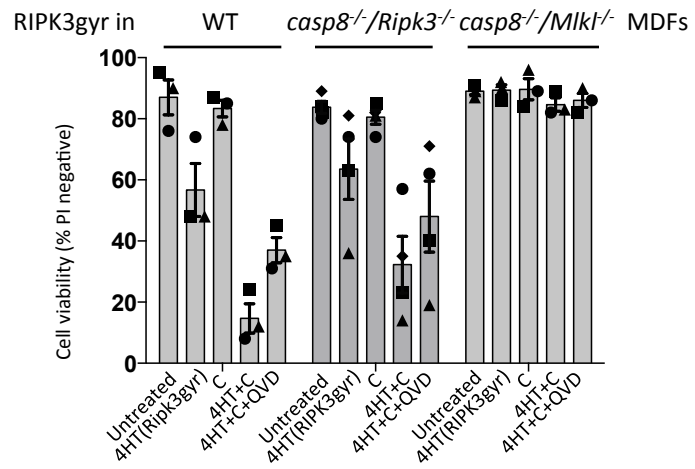 RIPK3gyr in WT casp8-/-/Ripk3-/- casp8-/-/Mlkl-/- MDFs
Cell viability (% PI negative)
100
80
60
40
20
0
Untreated
4HT(Ripk3gyr)
C
4HT+C
4HT+C+QVD
Untreated
4HT(RIPK3gyr)
C
4HT+C
4HT+C+QVD
Untreated
4HT(RIPK3gyr)
C
4HT+C
4HT+C+QVD